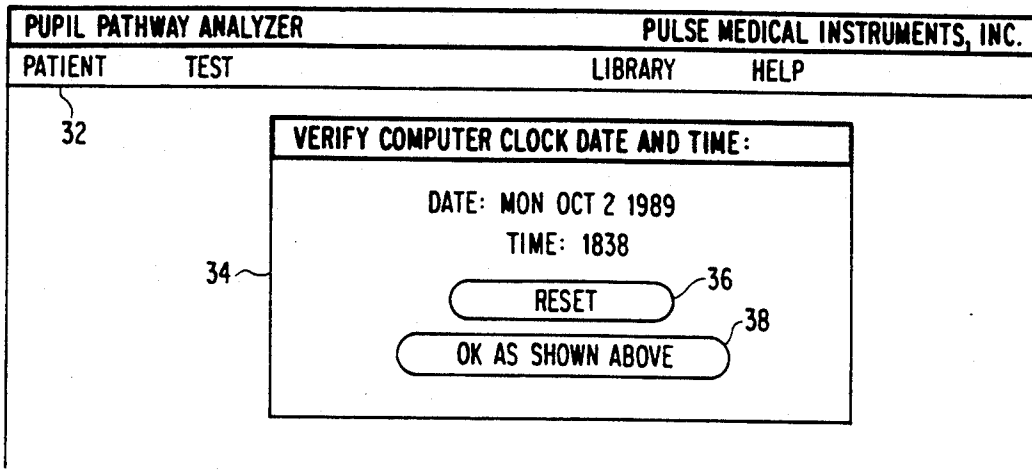 PUPIL PATHWAY ANALYZER PULSE MEDICAL INSTRUMENTS, INC.
PATIENT TEST LIBRARY HELP
32
VERIFY COMPUTER CLOCK DATE AND TIME:
DATE: MON OCT 2 1989
TIME: 1838
34
RESET
36
OK AS SHOWN ABOVE
38